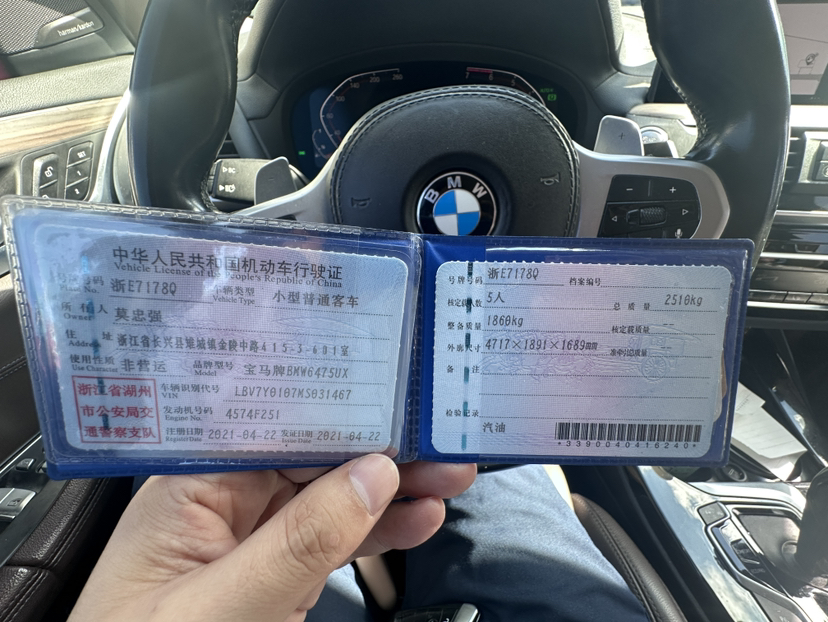 harman/kardon
BMW
中华人民共和国机动车行驶证
Vehicle License of the People's Republic of China
号牌号码 浙E7178Q 车辆类型 小型普通客车
Plate No. Vehicle Type
所有人 莫忠强
Owner
住址 浙江省长兴县雉城镇金陵中路415-3-601室
Address
使用性质 非营运 品牌型号 宝马牌BMW6475UX
Use Character Model
浙江省湖州
市公安局交
通警察支队
车辆识别代号 LBV7Y0107MS031467
VIN
发动机号码 4574F251
Engine No.
注册日期 2021-04-22 发证日期 2021-04-22
Register Date Issue Date
号牌号码 浙E7178Q 档案编号
核定载人数 5人 总质量 2510kg
整备质量 1860kg 核定载质量 --
外廓尺寸 4717×1891×1689mm 准牵引总质量 --
备注
检验记录
汽油
*3390040416240*